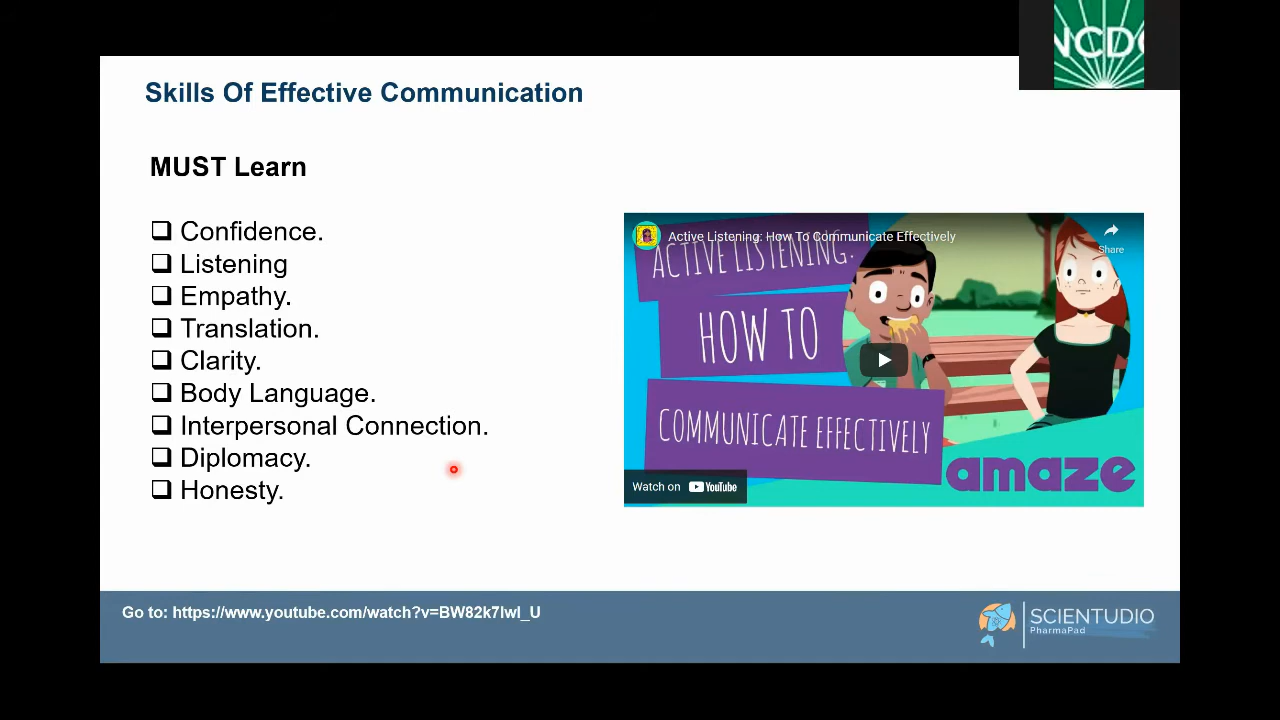 NCDC
Skills Of Effective Communication
MUST Learn
❑ Confidence.
❑ Listening
❑ Empathy.
❑ Translation.
❑ Clarity.
❑ Body Language.
❑ Interpersonal Connection.
❑ Diplomacy.
❑ Honesty.
Active Listening: How To Communicate Effectively
Share
ACTIVE LISTENING:
HOW TO
COMMUNICATE EFFECTIVELY
amaze
Watch on YouTube
Go to: https://www.youtube.com/watch?v=BW82k7lwI_U
SCIENTUDIO
PharmaPad